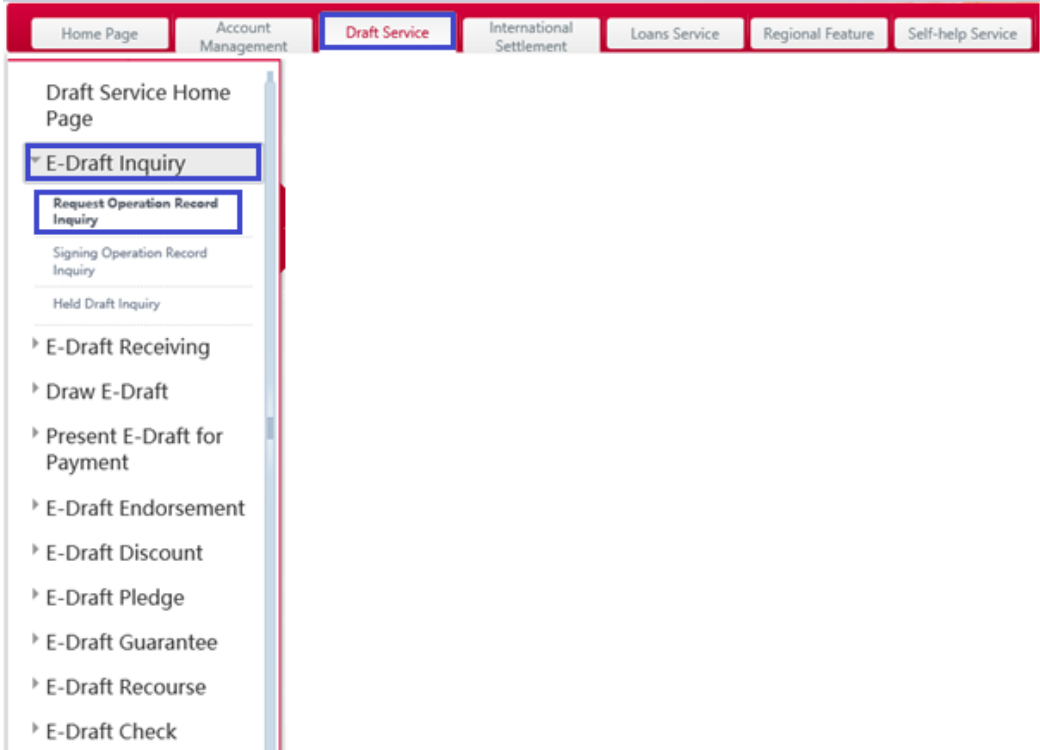 Home Page
Account
Management
Draft Service
International
Settlement
Loans Service
Regional Feature
Self-help Service
Draft Service Home
Page
E-Draft Inquiry
Request Operation Record
Inquiry
Signing Operation Record
Inquiry
Held Draft Inquiry
E-Draft Receiving
Draw E-Draft
Present E-Draft for
Payment
E-Draft Endorsement
E-Draft Discount
E-Draft Pledge
E-Draft Guarantee
E-Draft Recourse
E-Draft Check